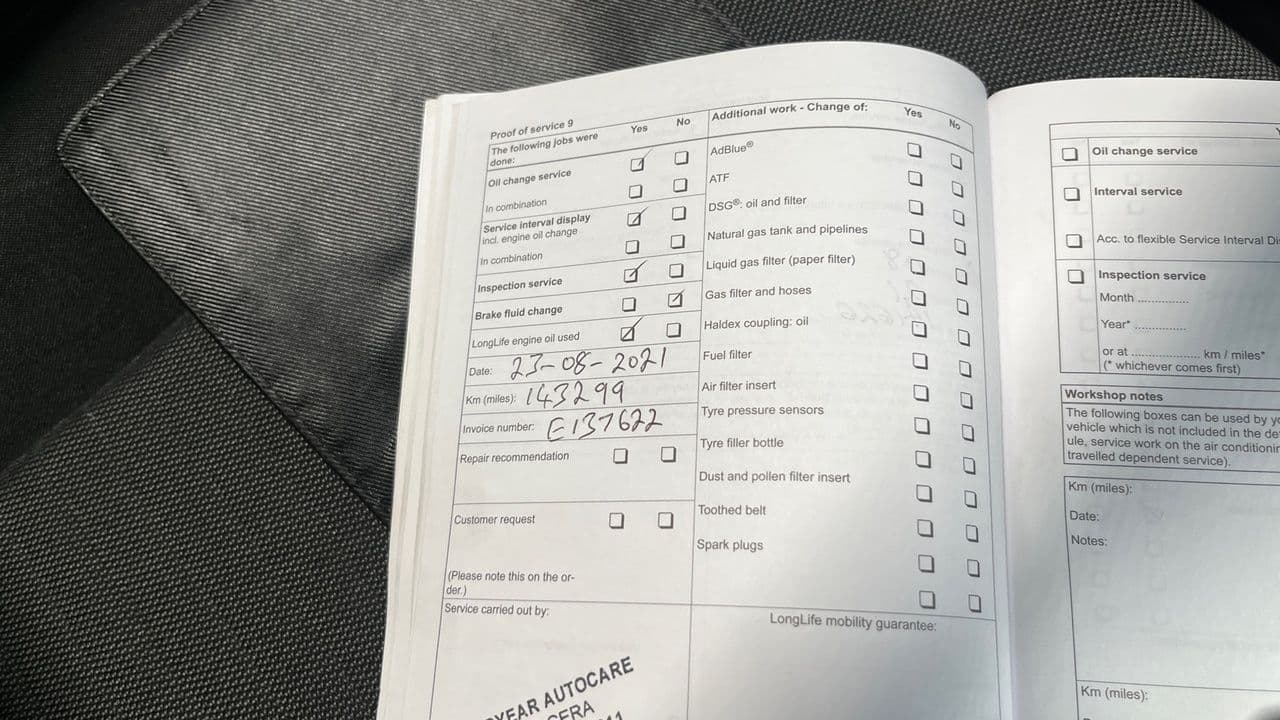 Proof of service 9
The following jobs were done:
Yes No
Oil change service
In combination
Service interval display
incl. engine oil change
In combination
Inspection service
Brake fluid change
LongLife engine oil used
Date: 23-08-2021
Km (miles): 143299
Invoice number: E137622
Repair recommendation
Customer request
(Please note this on the or-
der.)
Service carried out by:
AUTOCARE
Additional work - Change of:
Yes No
AdBlue®
ATF
DSG®: oil and filter
Natural gas tank and pipelines
Liquid gas filter (paper filter)
Gas filter and hoses
Haldex coupling: oil
Fuel filter
Air filter insert
Tyre pressure sensors
Tyre filler bottle
Dust and pollen filter insert
Toothed belt
Spark plugs
LongLife mobility guarantee:
Oil change service
Interval service
Acc. to flexible Service Interval
Inspection service
Month ..............
Year* ..............
or at .................... km / miles*
(* whichever comes first)
Workshop notes
The following boxes can be used by
vehicle which is not included in the
ule, service work on the air
travelled dependent service).
Km (miles):
Date:
Notes:
Km (miles):